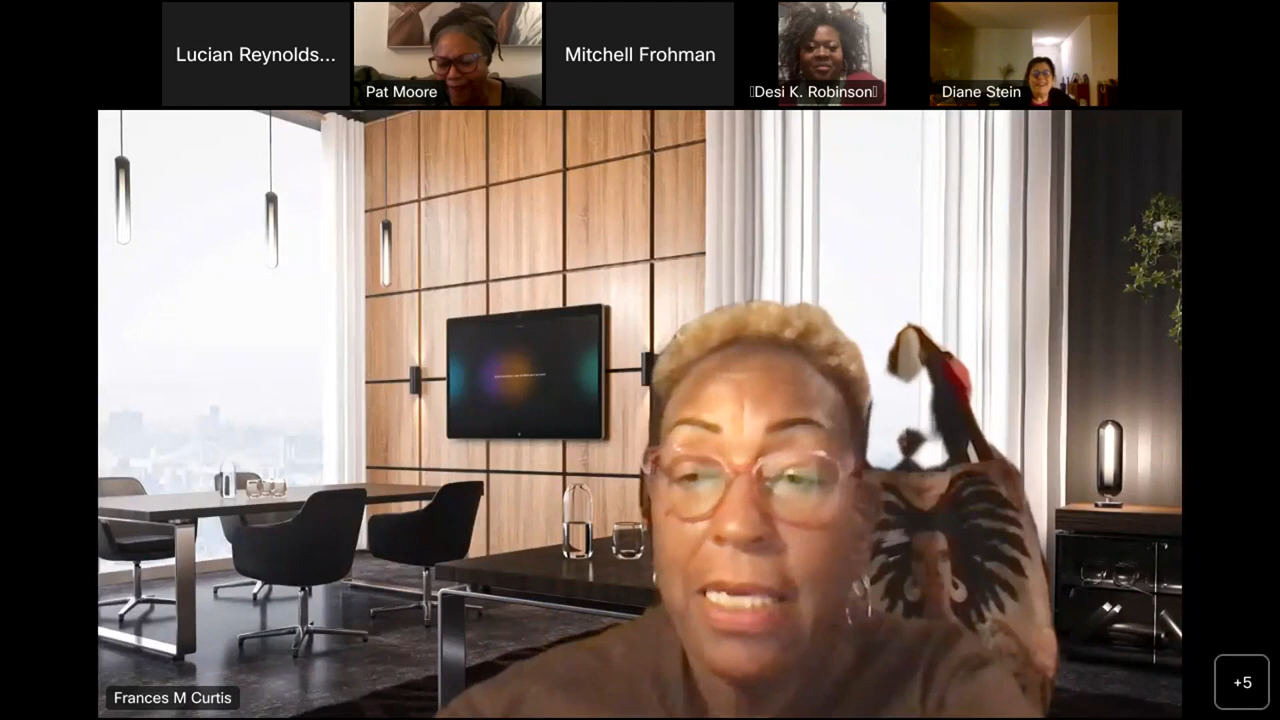 Lucian Reynolds...
Pat Moore
Mitchell Frohman
▯Desi K. Robinson▯
Diane Stein
Frances M Curtis
+5